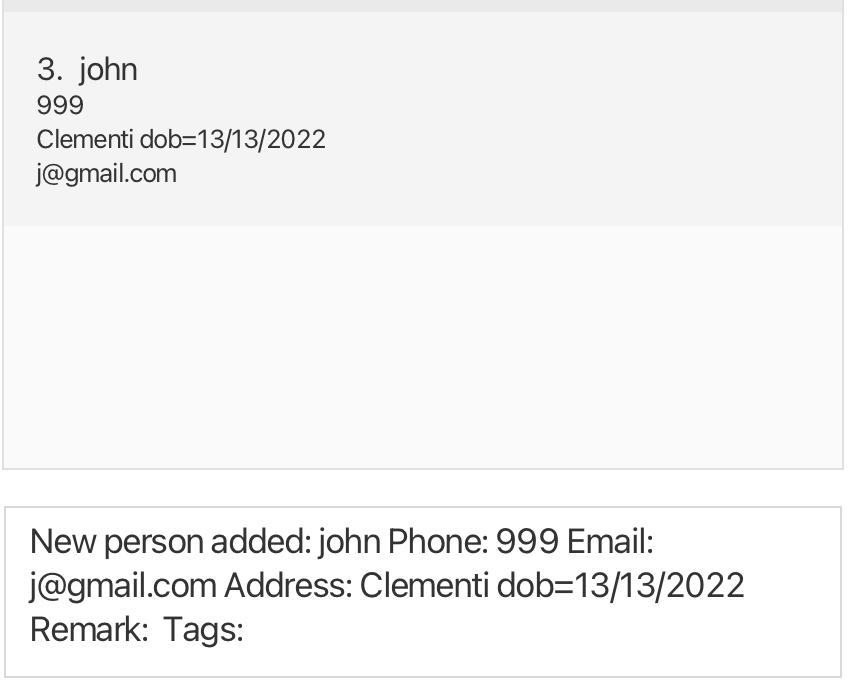 3. john
999
Clementi dob=13/13/2022
j@gmail.com
New person added: john Phone: 999 Email:
j@gmail.com Address: Clementi dob=13/13/2022
Remark: Tags: